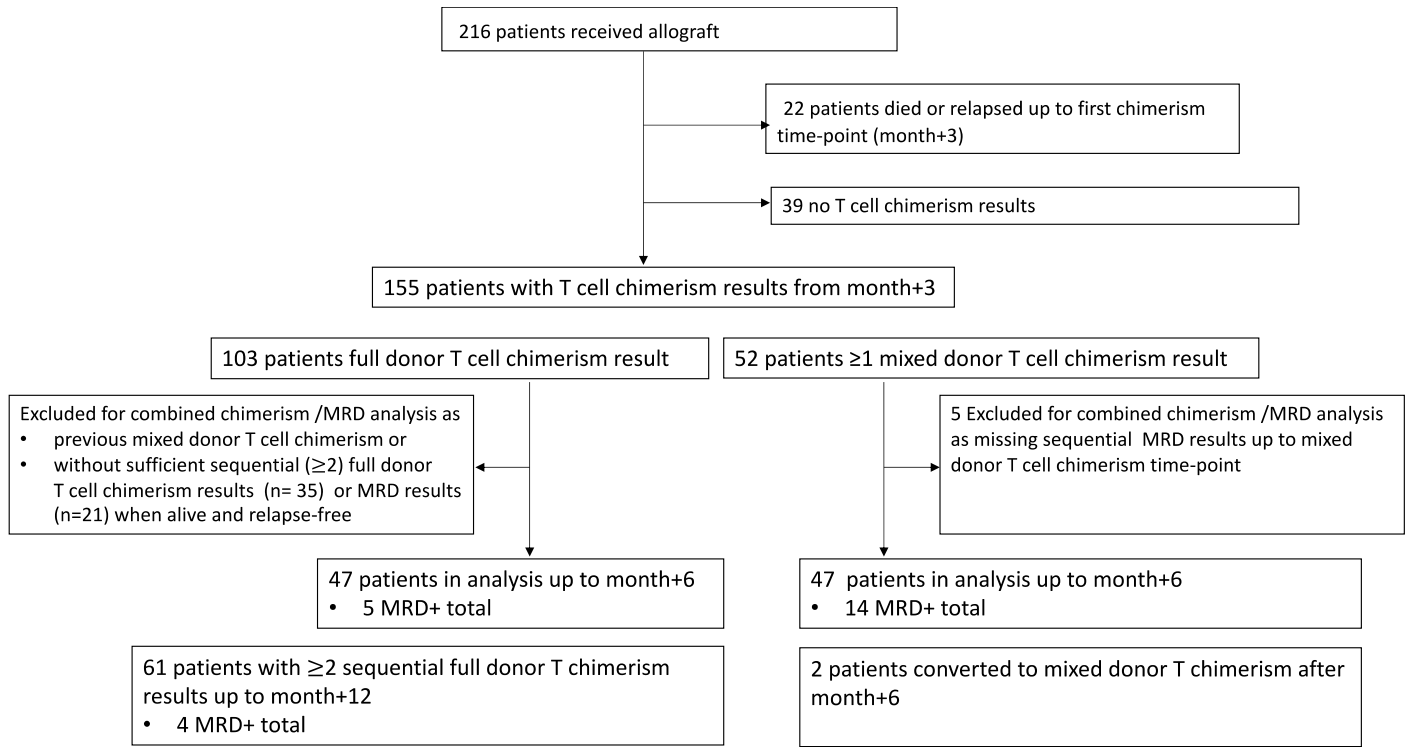 216 patients received allograft
22 patients died or relapsed up to first chimerism
time-point (month+3)
39 no T cell chimerism results
155 patients with T cell chimerism results from month+3
103 patients full donor T cell chimerism result
52 patients ≥1 mixed donor T cell chimerism result
Excluded for combined chimerism /MRD analysis as
• previous mixed donor T cell chimerism or
• without sufficient sequential (≥2) full donor
T cell chimerism results (n= 35) or MRD results
(n=21) when alive and relapse-free
5 Excluded for combined chimerism /MRD analysis
as missing sequential MRD results up to mixed
donor T cell chimerism time-point
47 patients in analysis up to month+6
• 5 MRD+ total
47 patients in analysis up to month+6
• 14 MRD+ total
61 patients with ≥2 sequential full donor T chimerism
results up to month+12
• 4 MRD+ total
2 patients converted to mixed donor T chimerism after
month+6